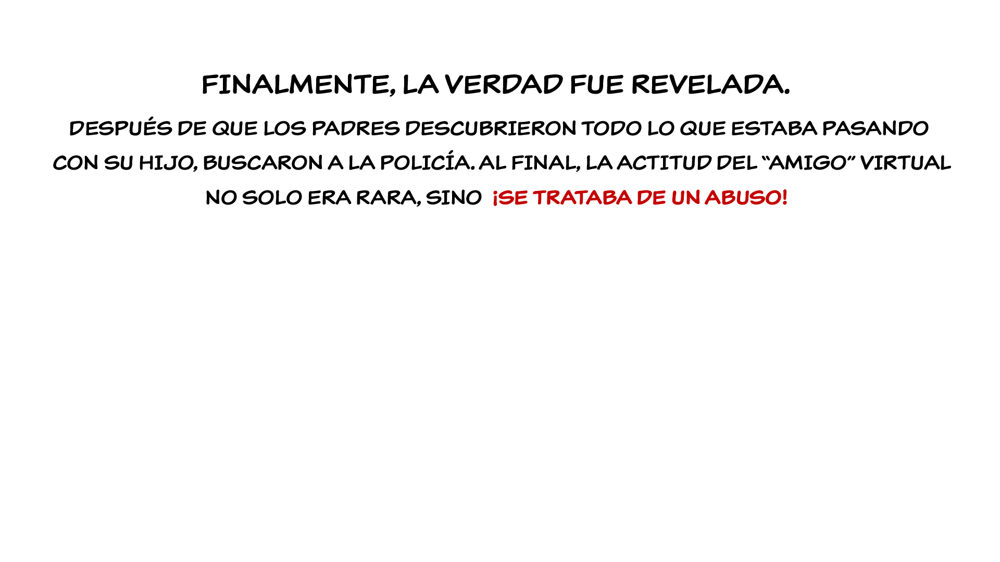 FINALMENTE, LA VERDAD FUE REVELADA.
DESPUÉS DE QUE LOS PADRES DESCUBRIERON TODO LO QUE ESTABA PASANDO
CON SU HIJO, BUSCARON A LA POLICÍA. AL FINAL, LA ACTITUD DEL “AMIGO” VIRTUAL
NO SOLO ERA RARA, SINO ¡SE TRATABA DE UN ABUSO!